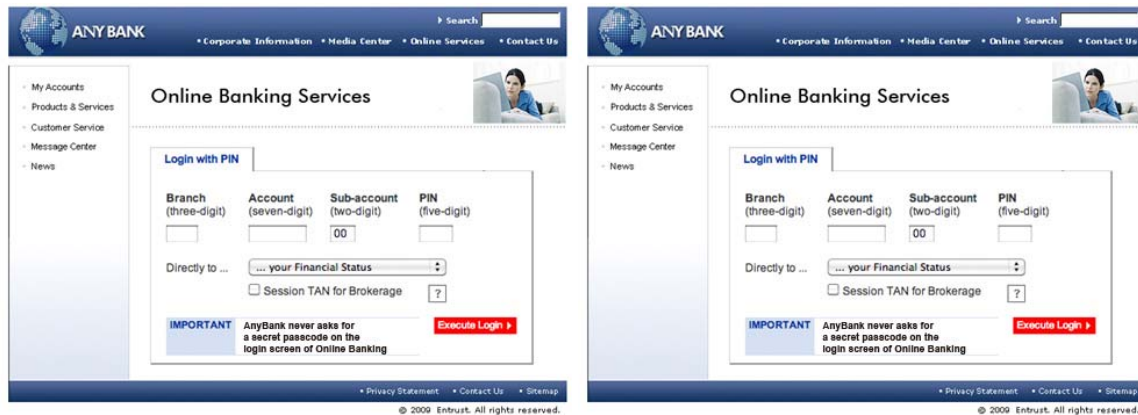 Search
ANY BANK
• Corporate Information • Media Center • Online Services • Contact Us
My Accounts
Products & Services
Customer Service
Message Center
News
Online Banking Services
Login with PIN
Branch Account Sub-account PIN
(three-digit) (seven-digit) (two-digit) (five-digit)
00
Directly to ... ... your Financial Status
Session TAN for Brokerage ?
IMPORTANT AnyBank never asks for
a secret passcode on the
login screen of Online Banking
Execute Login
• Privacy Statement • Contact Us • Sitemap
© 2009 Entrust. All rights reserved.
Search
ANY BANK
• Corporate Information • Media Center • Online Services • Contact Us
My Accounts
Products & Services
Customer Service
Message Center
News
Online Banking Services
Login with PIN
Branch Account Sub-account PIN
(three-digit) (seven-digit) (two-digit) (five-digit)
00
Directly to ... ... your Financial Status
Session TAN for Brokerage ?
IMPORTANT AnyBank never asks for
a secret passcode on the
login screen of Online Banking
Execute Login
• Privacy Statement • Contact Us • Sitemap
© 2009 Entrust. All rights reserved.